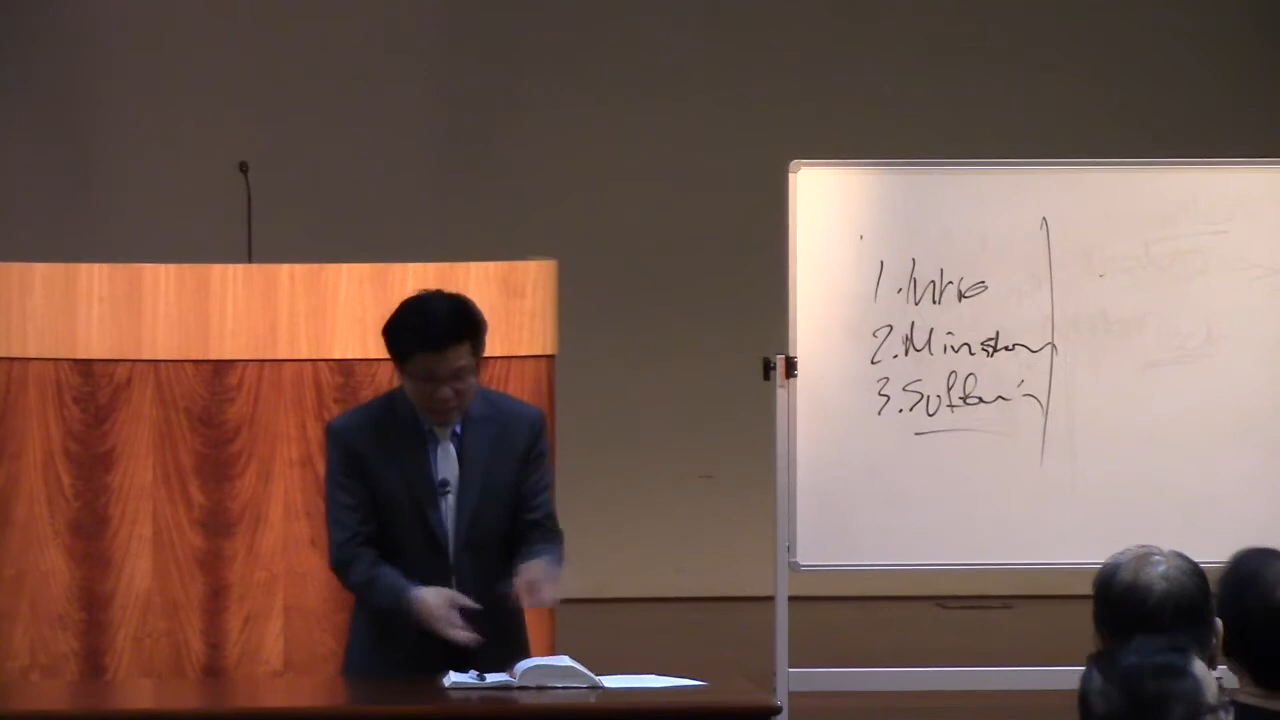 1. Intro
2. Ministry
3. Suffering